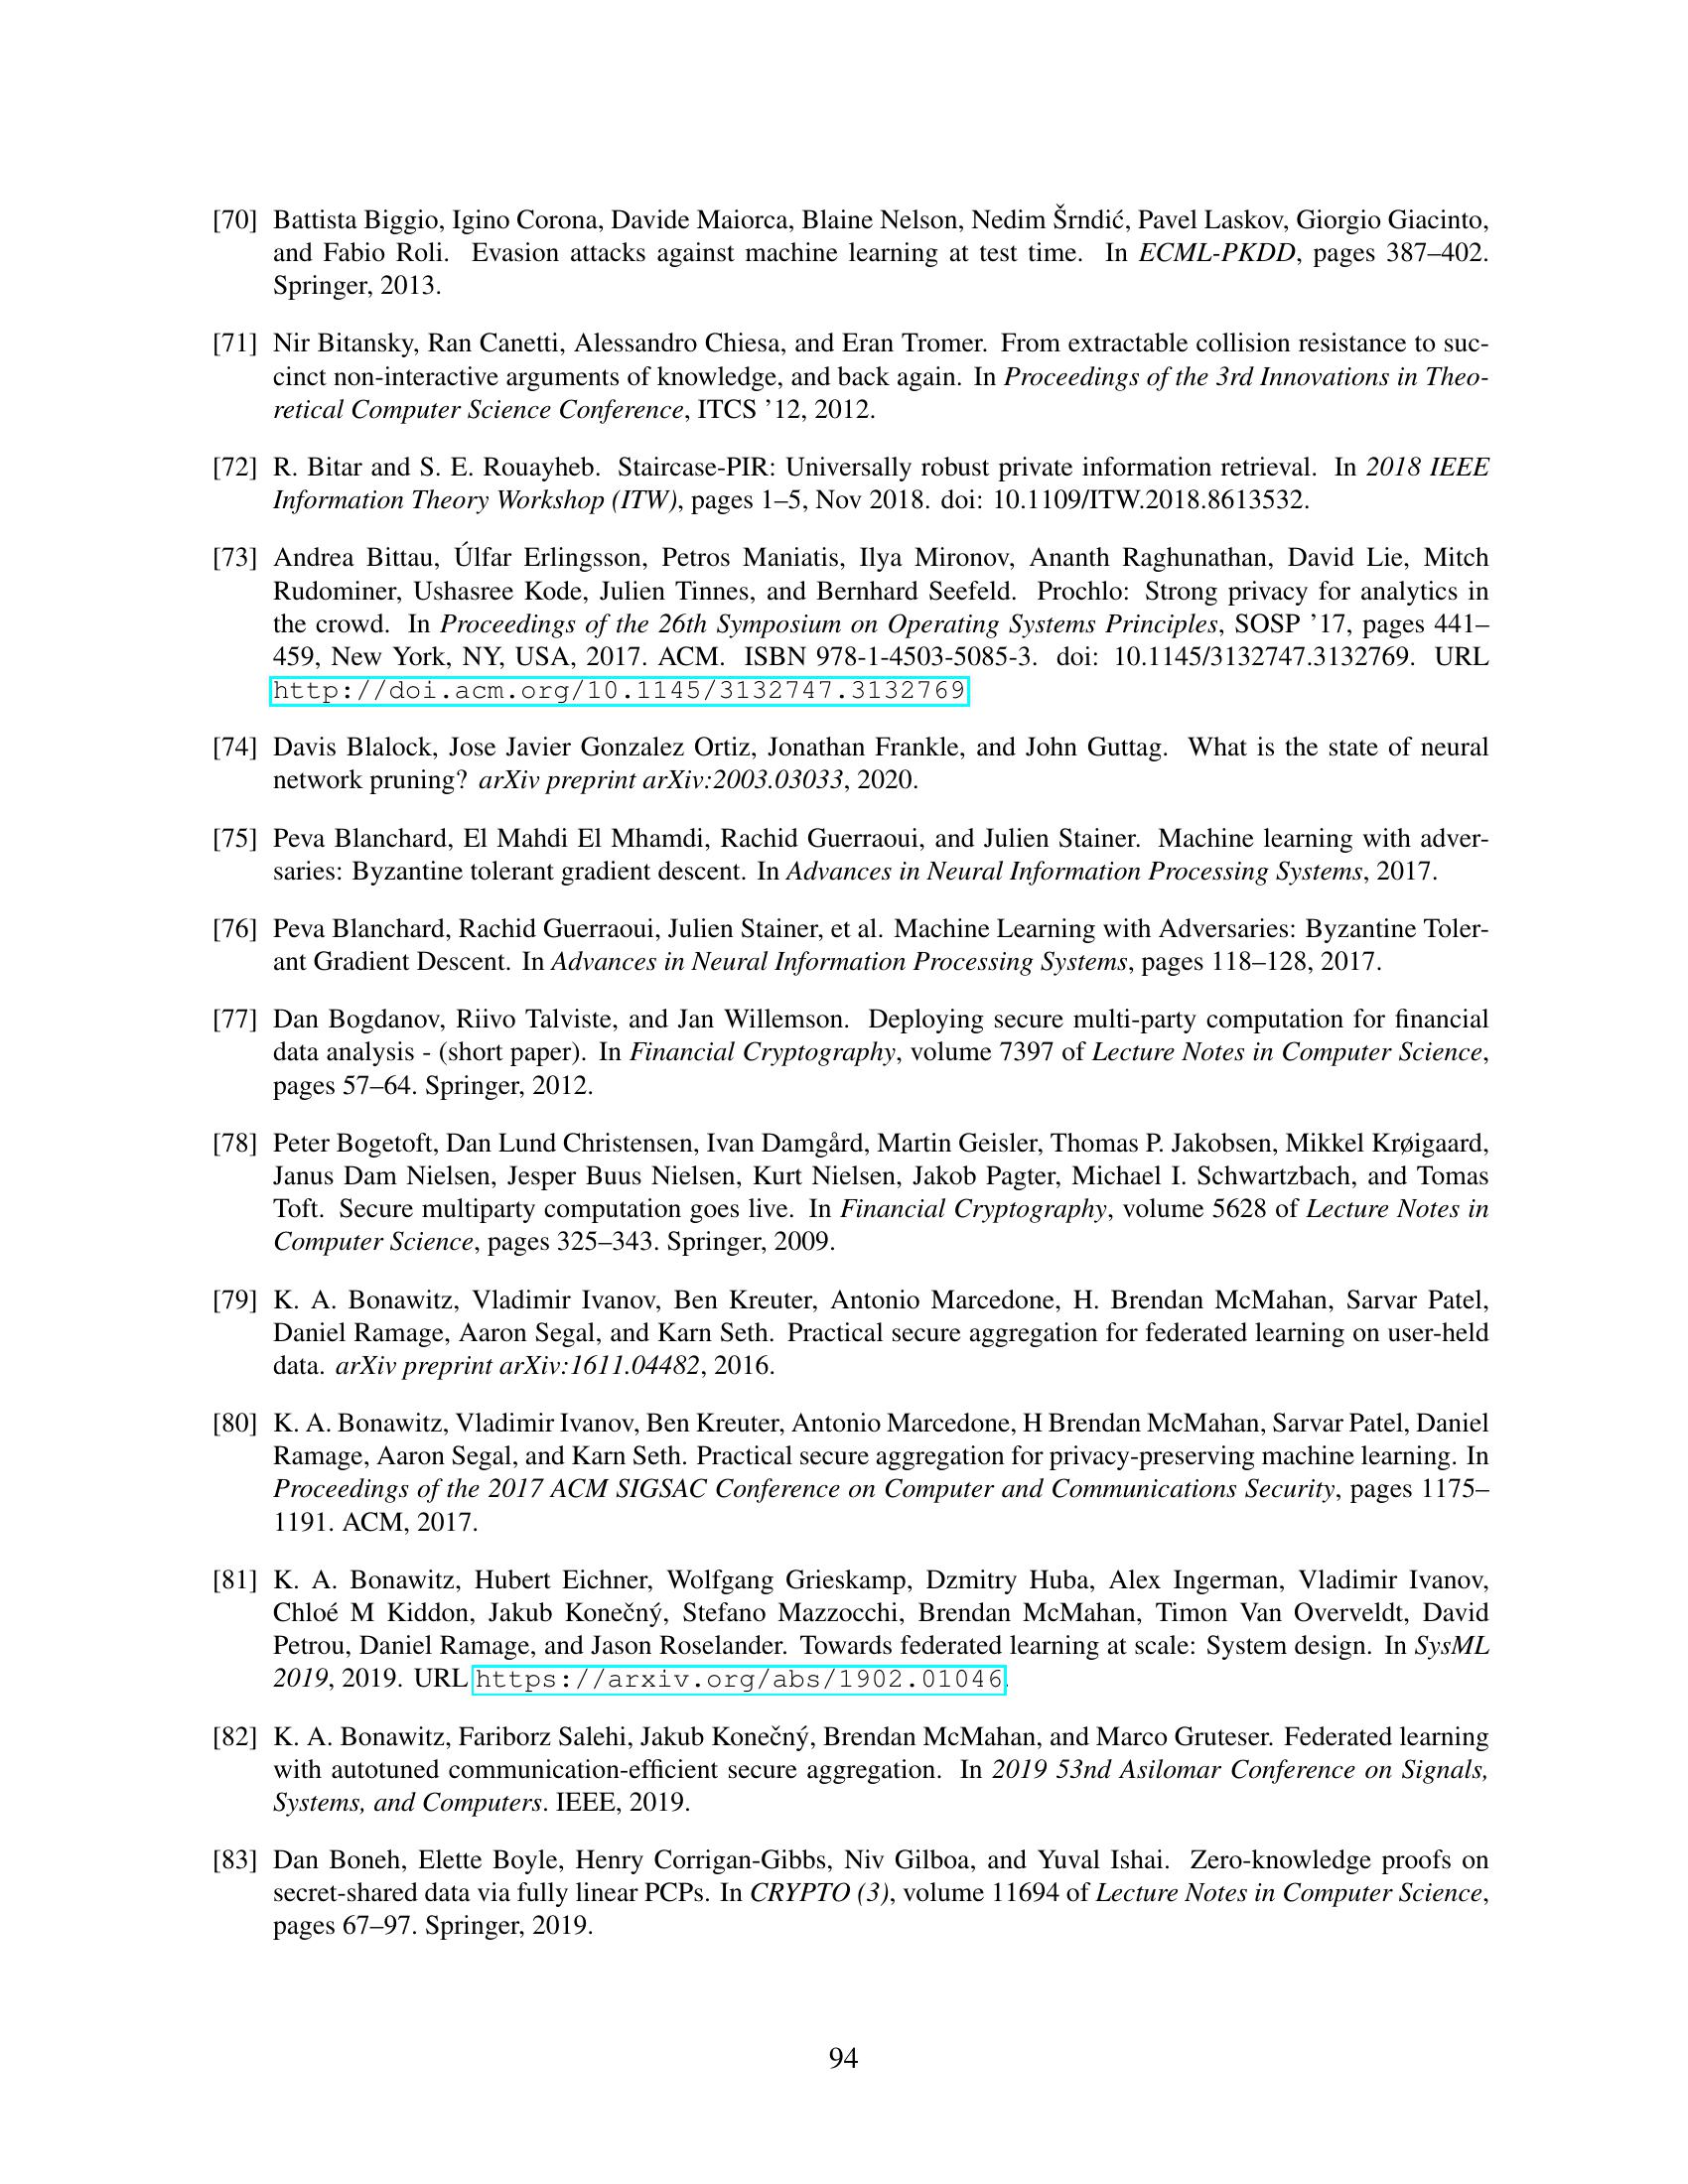 [70] Battista Biggio, Igino Corona, Davide Maiorca, Blaine Nelson, Nedim Šrndić, Pavel Laskov, Giorgio Giacinto,
and Fabio Roli. Evasion attacks against machine learning at test time. In ECML-PKDD, pages 387–402.
Springer, 2013.
[71] Nir Bitansky, Ran Canetti, Alessandro Chiesa, and Eran Tromer. From extractable collision resistance to suc-
cinct non-interactive arguments of knowledge, and back again. In Proceedings of the 3rd Innovations in Theo-
retical Computer Science Conference, ITCS ’12, 2012.
[72] R. Bitar and S. E. Rouayheb. Staircase-PIR: Universally robust private information retrieval. In 2018 IEEE
Information Theory Workshop (ITW), pages 1–5, Nov 2018. doi: 10.1109/ITW.2018.8613532.
[73] Andrea Bittau, Úlfar Erlingsson, Petros Maniatis, Ilya Mironov, Ananth Raghunathan, David Lie, Mitch
Rudominer, Ushasree Kode, Julien Tinnes, and Bernhard Seefeld. Prochlo: Strong privacy for analytics in
the crowd. In Proceedings of the 26th Symposium on Operating Systems Principles, SOSP ’17, pages 441–
459, New York, NY, USA, 2017. ACM. ISBN 978-1-4503-5085-3. doi: 10.1145/3132747.3132769. URL
http://doi.acm.org/10.1145/3132747.3132769
[74] Davis Blalock, Jose Javier Gonzalez Ortiz, Jonathan Frankle, and John Guttag. What is the state of neural
network pruning? arXiv preprint arXiv:2003.03033, 2020.
[75] Peva Blanchard, El Mahdi El Mhamdi, Rachid Guerraoui, and Julien Stainer. Machine learning with adver-
saries: Byzantine tolerant gradient descent. In Advances in Neural Information Processing Systems, 2017.
[76] Peva Blanchard, Rachid Guerraoui, Julien Stainer, et al. Machine Learning with Adversaries: Byzantine Toler-
ant Gradient Descent. In Advances in Neural Information Processing Systems, pages 118–128, 2017.
[77] Dan Bogdanov, Riivo Talviste, and Jan Willemson. Deploying secure multi-party computation for financial
data analysis - (short paper). In Financial Cryptography, volume 7397 of Lecture Notes in Computer Science,
pages 57–64. Springer, 2012.
[78] Peter Bogetoft, Dan Lund Christensen, Ivan Damgård, Martin Geisler, Thomas P. Jakobsen, Mikkel Krøigaard,
Janus Dam Nielsen, Jesper Buus Nielsen, Kurt Nielsen, Jakob Pagter, Michael I. Schwartzbach, and Tomas
Toft. Secure multiparty computation goes live. In Financial Cryptography, volume 5628 of Lecture Notes in
Computer Science, pages 325–343. Springer, 2009.
[79] K. A. Bonawitz, Vladimir Ivanov, Ben Kreuter, Antonio Marcedone, H. Brendan McMahan, Sarvar Patel,
Daniel Ramage, Aaron Segal, and Karn Seth. Practical secure aggregation for federated learning on user-held
data. arXiv preprint arXiv:1611.04482, 2016.
[80] K. A. Bonawitz, Vladimir Ivanov, Ben Kreuter, Antonio Marcedone, H Brendan McMahan, Sarvar Patel, Daniel
Ramage, Aaron Segal, and Karn Seth. Practical secure aggregation for privacy-preserving machine learning. In
Proceedings of the 2017 ACM SIGSAC Conference on Computer and Communications Security, pages 1175–
1191. ACM, 2017.
[81] K. A. Bonawitz, Hubert Eichner, Wolfgang Grieskamp, Dzmitry Huba, Alex Ingerman, Vladimir Ivanov,
Chloé M Kiddon, Jakub Konečný, Stefano Mazzocchi, Brendan McMahan, Timon Van Overveldt, David
Petrou, Daniel Ramage, and Jason Roselander. Towards federated learning at scale: System design. In SysML
2019, 2019. URL https://arxiv.org/abs/1902.01046.
[82] K. A. Bonawitz, Fariborz Salehi, Jakub Konečný, Brendan McMahan, and Marco Gruteser. Federated learning
with autotuned communication-efficient secure aggregation. In 2019 53nd Asilomar Conference on Signals,
Systems, and Computers. IEEE, 2019.
[83] Dan Boneh, Elette Boyle, Henry Corrigan-Gibbs, Niv Gilboa, and Yuval Ishai. Zero-knowledge proofs on
secret-shared data via fully linear PCPs. In CRYPTO (3), volume 11694 of Lecture Notes in Computer Science,
pages 67–97. Springer, 2019.
94